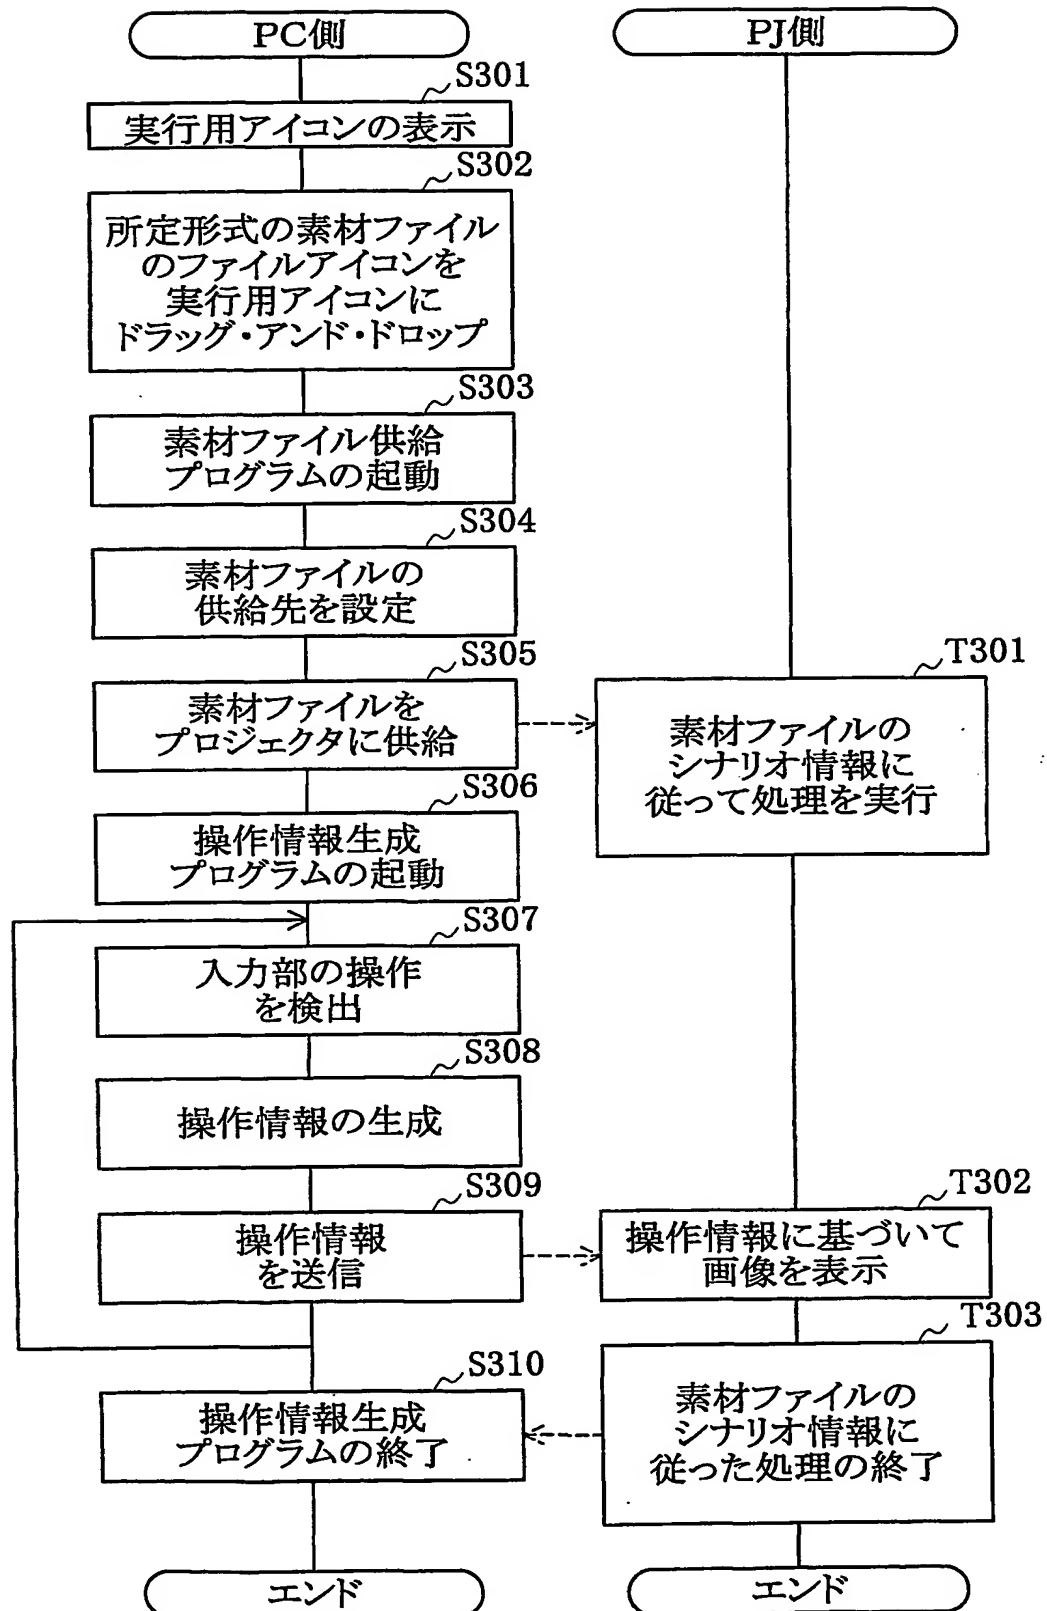 PC側
PJ側
S301
実行用アイコンの表示
S302
所定形式の素材ファイル
のファイルアイコンを
実行用アイコンに
ドラッグ・アンド・ドロップ
S303
素材ファイル供給
プログラムの起動
S304
素材ファイルの
供給先を設定
S305
素材ファイルを
プロジェクタに供給
T301
素材ファイルの
シナリオ情報に
従って処理を実行
S306
操作情報生成
プログラムの起動
S307
入力部の操作
を検出
S308
操作情報の生成
S309
操作情報
を送信
T302
操作情報に基づいて
画像を表示
T303
素材ファイルの
シナリオ情報に
従った処理の終了
S310
操作情報生成
プログラムの終了
エンド
エンド